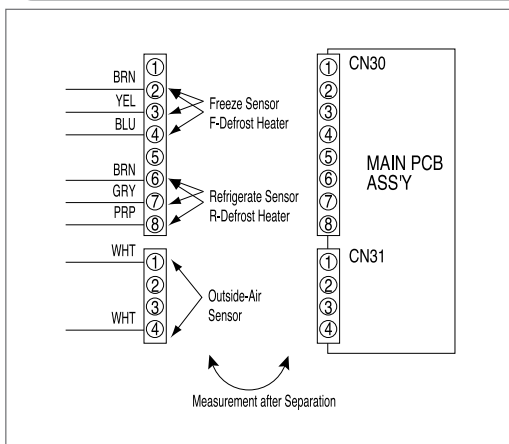 ①
BRN ②
YEL ③
BLU ④
⑤
BRN ⑥
GRY ⑦
PRP ⑧
Freeze Sensor
F-Defrost Heater
Refrigerate Sensor
R-Defrost Heater
WHT ①
②
③
WHT ④
Outside-Air
Sensor
① CN30
②
③
④
⑤
⑥
⑦
⑧
MAIN PCB
ASS'Y
① CN31
②
③
④
Measurement after Separation